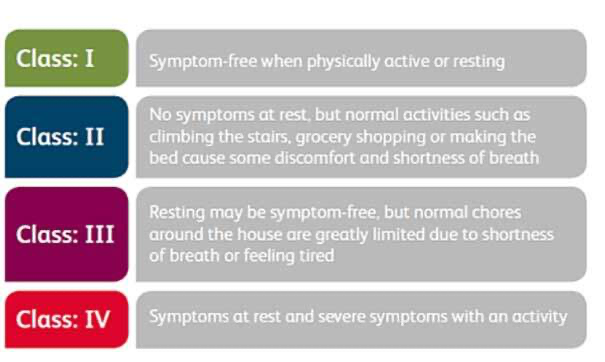 Class: I
Symptom-free when physically active or resting
Class: II
No symptoms at rest, but normal activities such as
climbing the stairs, grocery shopping or making the
bed cause some discomfort and shortness of breath
Class: III
Resting may be symptom-free, but normal chores
around the house are greatly limited due to shortness
of breath or feeling tired
Class: IV
Symptoms at rest and severe symptoms with an activity